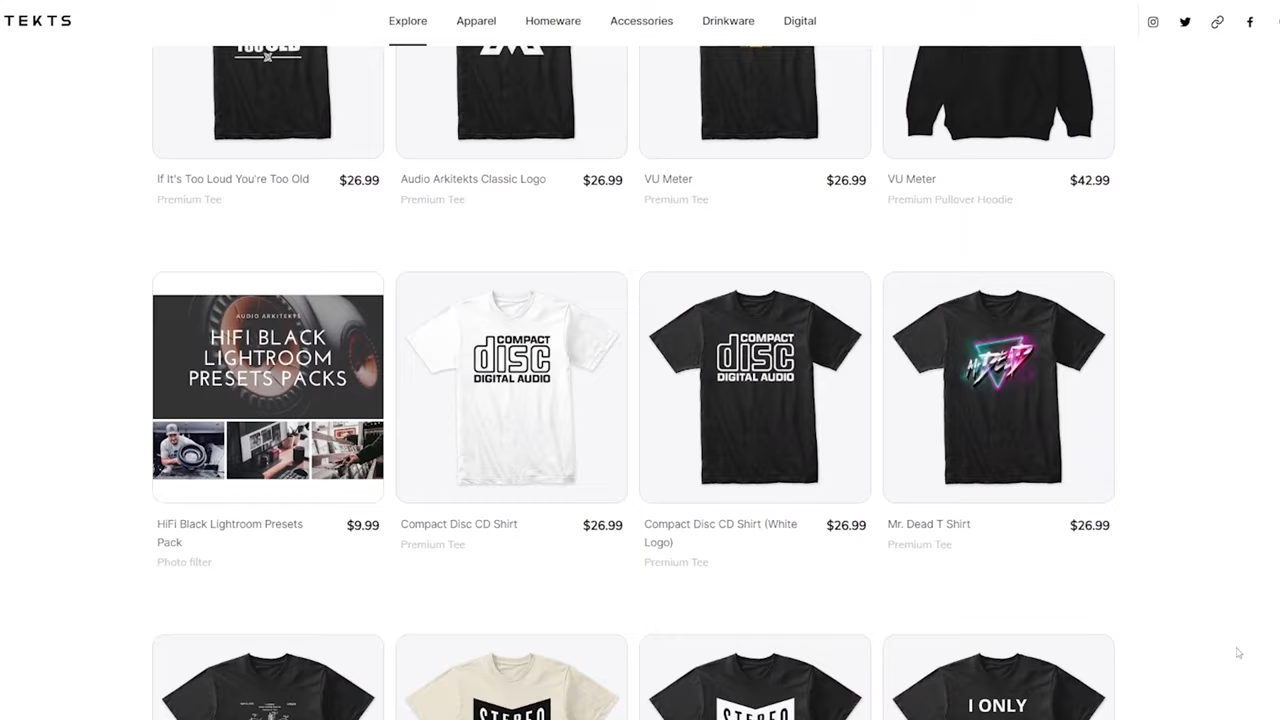 TEKTS
Explore Apparel Homeware Accessories Drinkware Digital
If It's Too Loud You're Too Old $26.99
Premium Tee
Audio Arkitekts Classic Logo $26.99
Premium Tee
VU Meter $26.99
Premium Tee
VU Meter $42.99
Premium Pullover Hoodie
AUDIO ARKITEKTS
HIFI BLACK
LIGHTROOM
PRESETS PACKS
COMPACT
disc
DIGITAL AUDIO
COMPACT
disc
DIGITAL AUDIO
Mr. DEAD
HiFi Black Lightroom Presets $9.99
Pack
Photo filter
Compact Disc CD Shirt $26.99
Premium Tee
Compact Disc CD Shirt (White $26.99
Logo)
Premium Tee
Mr. Dead T Shirt $26.99
Premium Tee
STEREO
STEREO
I ONLY